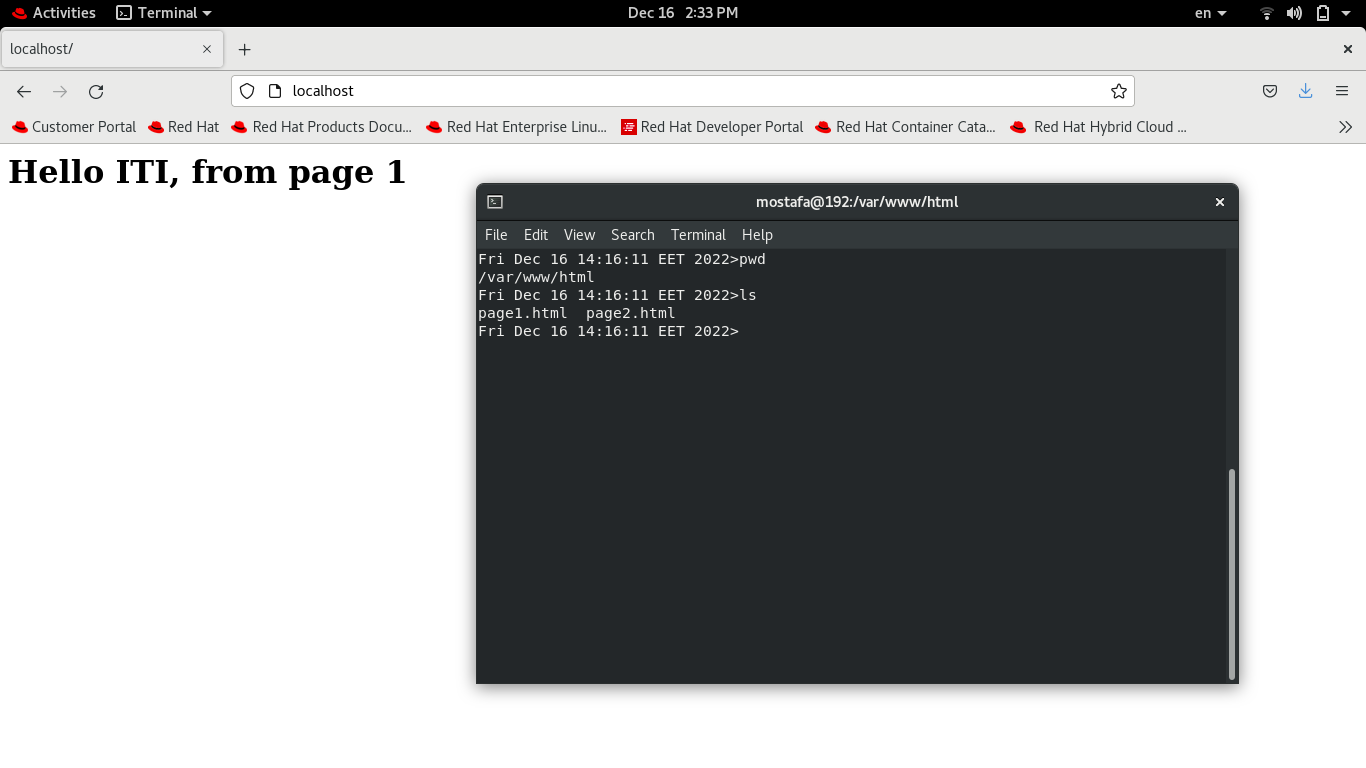 Activities Terminal Dec 16 2:33 PM en
localhost/
localhost
Customer Portal Red Hat Red Hat Products Docu... Red Hat Enterprise Linu... Red Hat Developer Portal Red Hat Container Cata... Red Hat Hybrid Cloud ...
Hello ITI, from page 1
mostafa@192:/var/www/html
File Edit View Search Terminal Help
Fri Dec 16 14:16:11 EET 2022>pwd
/var/www/html
Fri Dec 16 14:16:11 EET 2022>ls
page1.html  page2.html
Fri Dec 16 14:16:11 EET 2022>